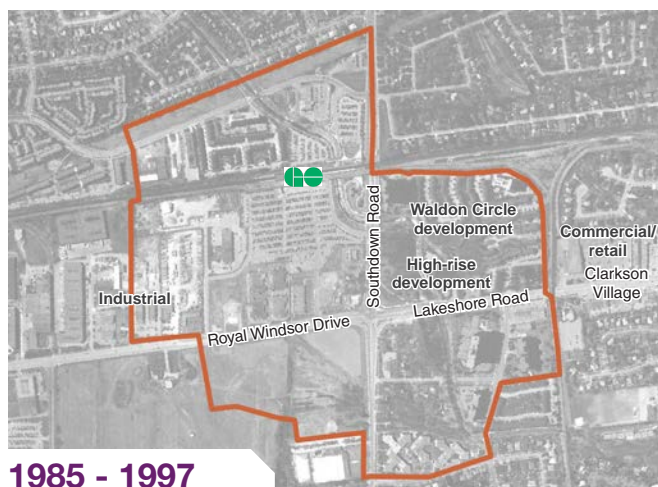 GO
Southdown Road
Waldon Circle
development
Commercial/
retail
Clarkson
Village
High-rise
development
Industrial
Lakeshore Road
Royal Windsor Drive
1985 - 1997